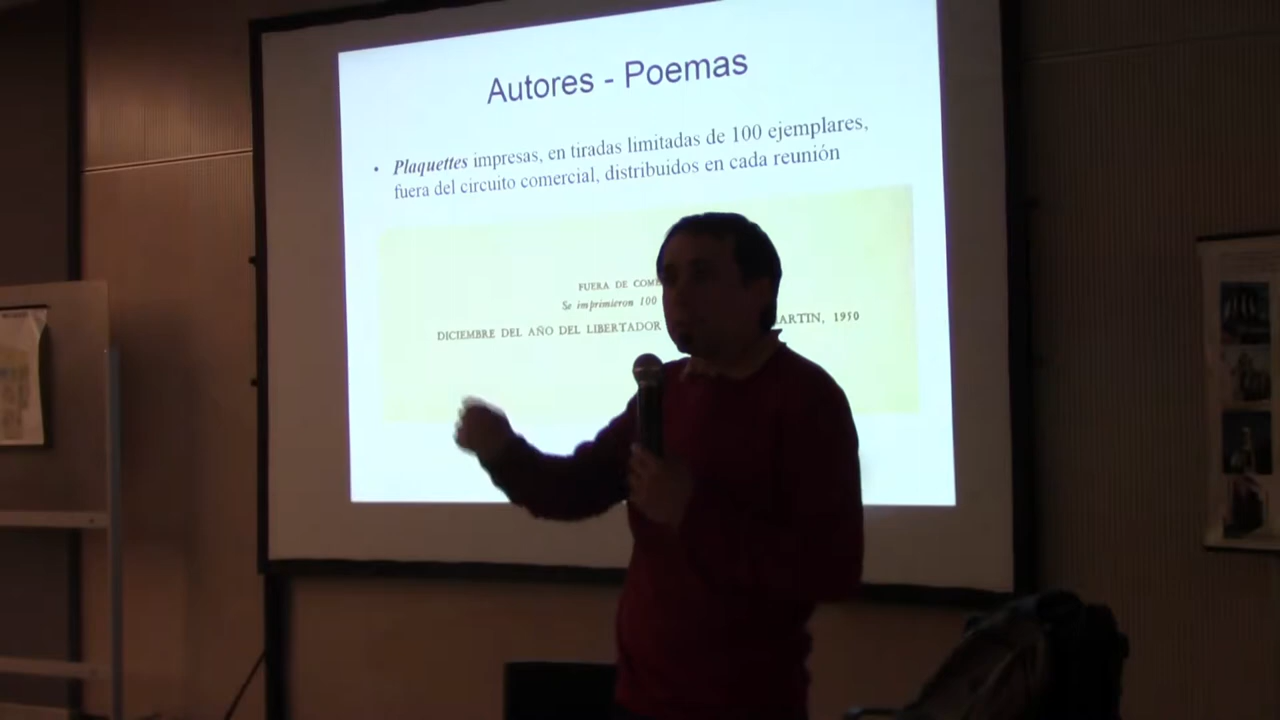 Autores - Poemas
• Plaquettes impresas, en tiradas limitadas de 100 ejemplares,
fuera del circuito comercial, distribuidos en cada reunión
FUERA DE COME
Se imprimieron 100
DICIEMBRE DEL AÑO DEL LIBERTADOR ARTIN, 1950